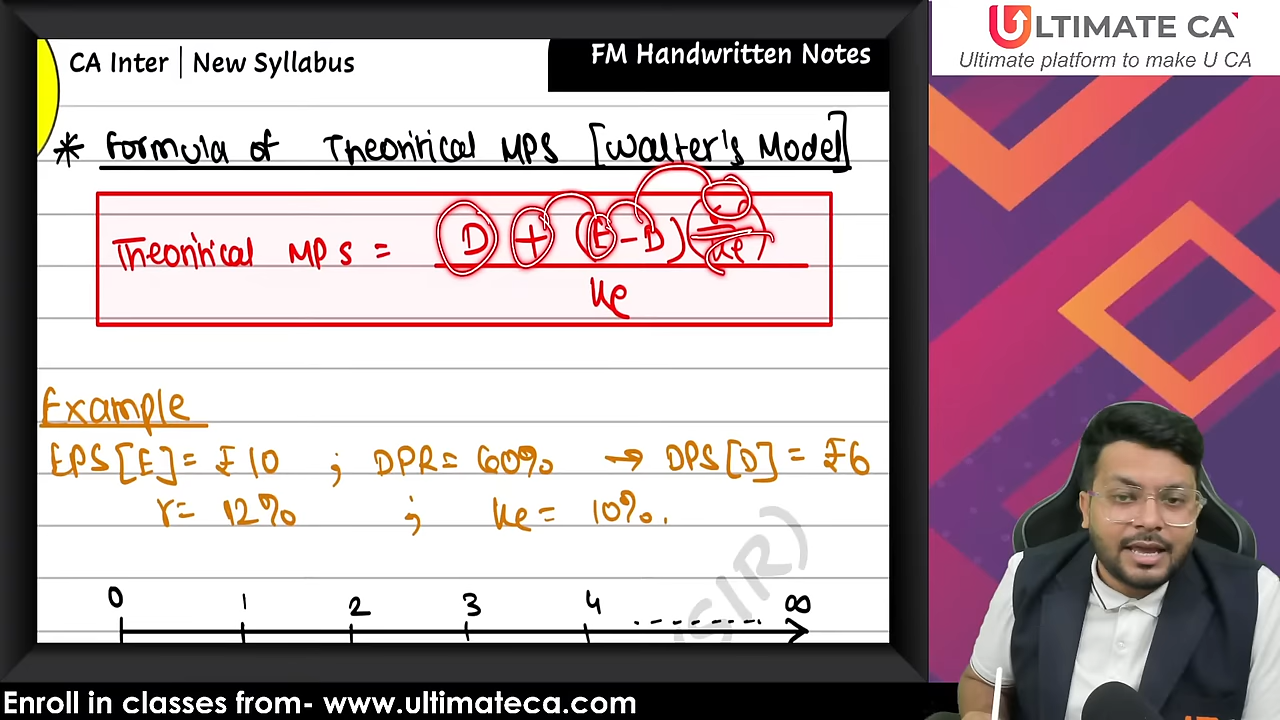 ULTIMATE CA
Ultimate platform to make U CA
CA Inter | New Syllabus
FM Handwritten Notes
* Formula of Theoritical MPS [Walter's Model]
Theoritical MPS = D + (E - D) (r/Ke)
Ke
Example
EPS[E] = ₹10 ; DPR = 60% → DPS[D] = ₹6
r = 12% ; Ke = 10%.
0 1 2 3 4 ------- ∞
(SIR)
Enroll in classes from- www.ultimateca.com